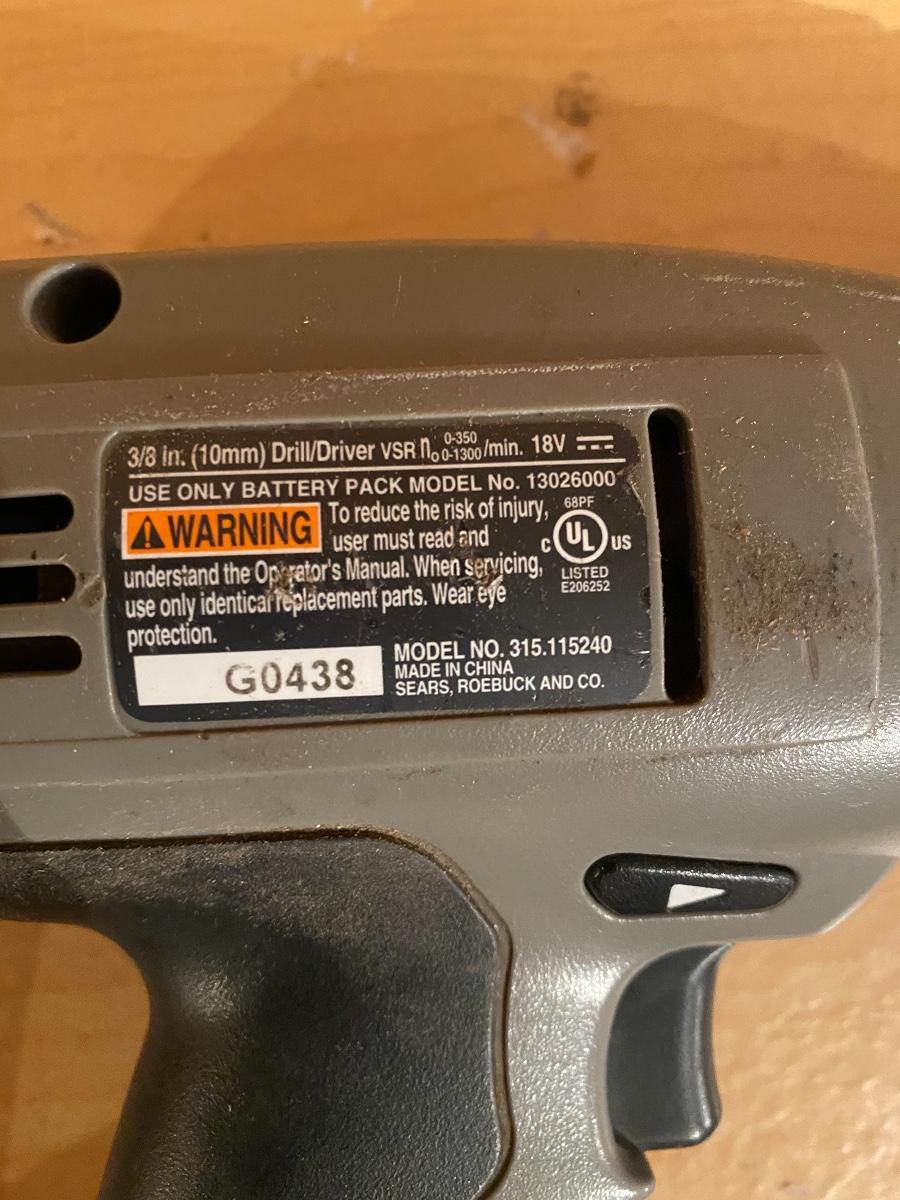 3/8 In. (10mm) Drill/Driver VSR no 0-350 0-1300 /min. 18V
USE ONLY BATTERY PACK MODEL No. 13026000
WARNING To reduce the risk of injury,
user must read and
understand the Operator's Manual. When servicing,
use only identical replacement parts. Wear eye
protection.
68PF
C UL US
LISTED
E206252
G0438
MODEL NO. 315.115240
MADE IN CHINA
SEARS, ROEBUCK AND CO.